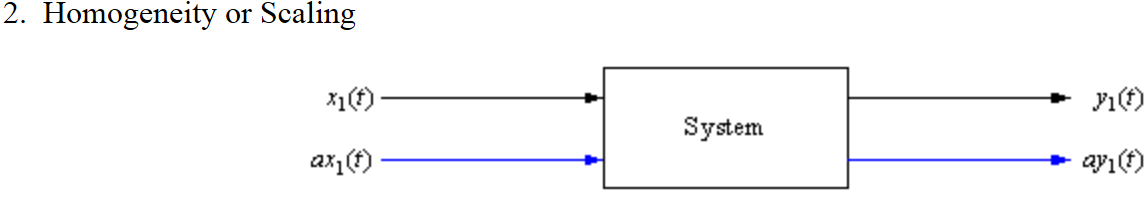 2. Homogeneity or Scaling
x₁(t)
y₁(t)
System
ax₁(t)
ay₁(t)